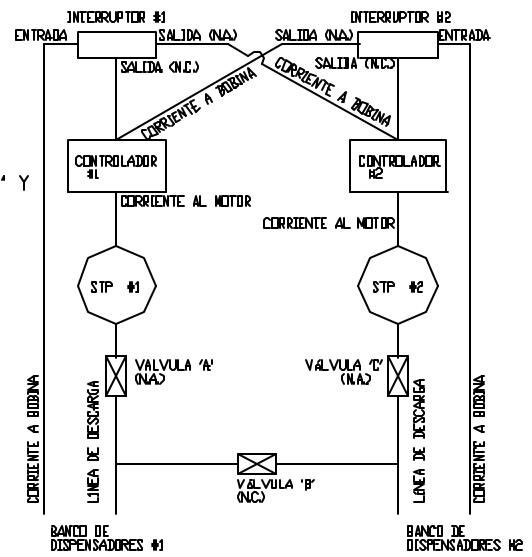 INTERRUPTOR #1
INTERRUPTOR #2
ENTRADA
SALIDA (N.A.)
SALIDA (N.A.)
ENTRADA
SALIDA (N.C.)
SALIDA (N.C.)
CORRIENTE A BOBINA
CORRIENTE A BOBINA
CONTROLADOR
#1
CONTROLADOR
#2
' Y
CORRIENTE AL MOTOR
CORRIENTE AL MOTOR
STP #1
STP #2
VALVULA 'A'
(N.A.)
VALVULA 'C'
(N.A.)
CORRIENTE A BOBINA
LINEA DE DESCARGA
LINEA DE DESCARGA
CORRIENTE A BOBINA
VALVULA 'B'
(N.C.)
BANCO DE
DISPENSADORES #1
BANCO DE
DISPENSADORES #2